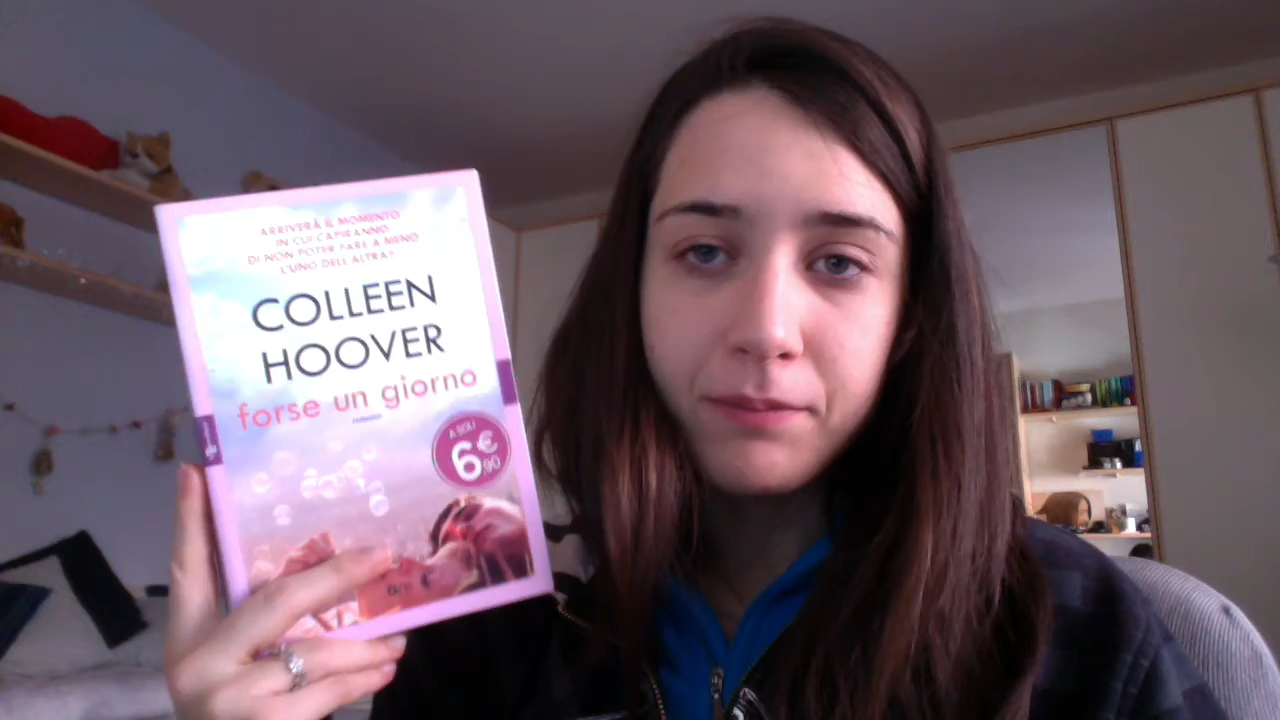 ARRIVERÀ IL MOMENTO
IN CUI CAPIRANNO
DI NON POTER FARE A MENO
L'UNO DELL'ALTRA?
COLLEEN
HOOVER
forse un giorno
romanzo
A SOLI
6€,90